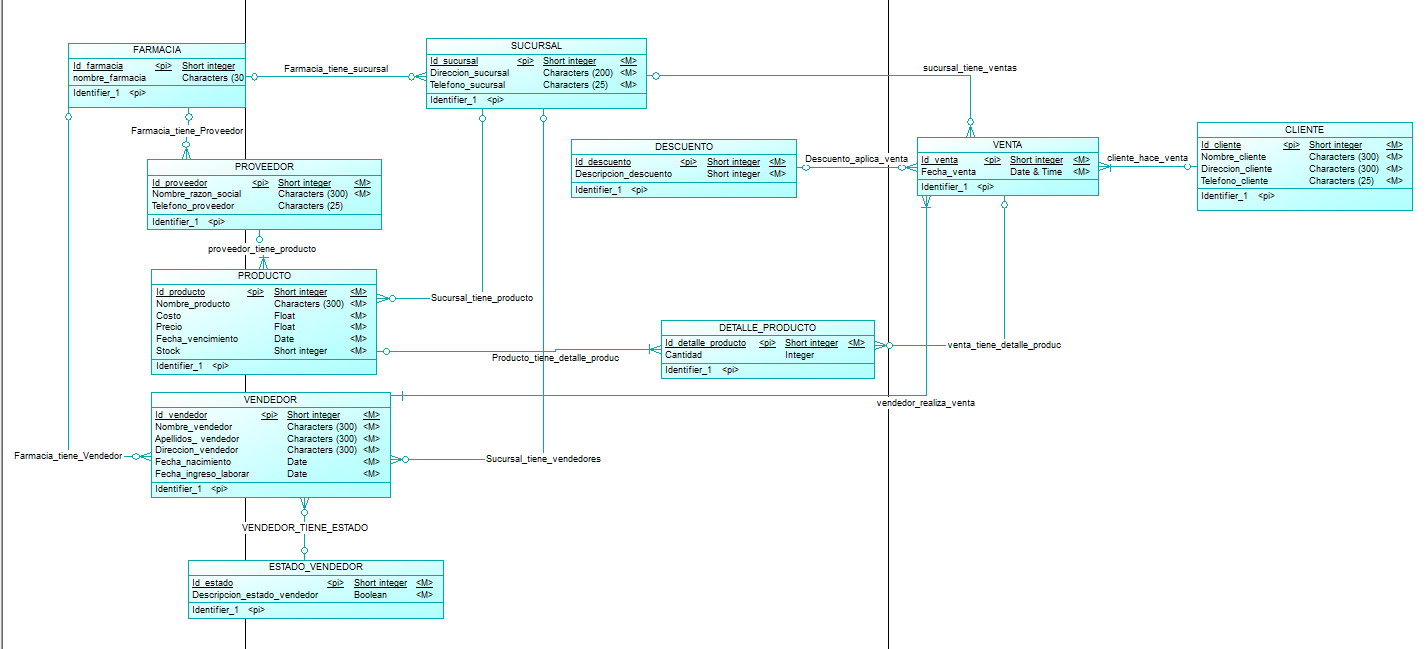 FARMACIA
Id_farmacia <pi> Short integer
nombre_farmacia Characters (30
Identifier_1 <pi>
Farmacia_tiene_sucursal
SUCURSAL
Id_sucursal <pi> Short integer <M>
Direccion_sucursal Characters (200) <M>
Telefono_sucursal Characters (25) <M>
Identifier_1 <pi>
sucursal_tiene_ventas
Farmacia_tiene_Proveedor
DESCUENTO
Id_descuento <pi> Short integer <M>
Descripcion_descuento Short integer <M>
Identifier_1 <pi>
Descuento_aplica_venta
VENTA
Id_venta <pi> Short integer <M>
Fecha_venta Date & Time <M>
Identifier_1 <pi>
cliente_hace_venta
CLIENTE
Id_cliente <pi> Short integer <M>
Nombre_cliente Characters (300) <M>
Direccion_cliente Characters (300) <M>
Telefono_cliente Characters (25) <M>
Identifier_1 <pi>
PROVEEDOR
Id_proveedor <pi> Short integer <M>
Nombre_razon_social Characters (300) <M>
Telefono_proveedor Characters (25)
Identifier_1 <pi>
proveedor_tiene_producto
PRODUCTO
Id_producto <pi> Short integer <M>
Nombre_producto Characters (300) <M>
Costo Float <M>
Precio Float <M>
Fecha_vencimiento Date <M>
Stock Short integer <M>
Identifier_1 <pi>
Sucursal_tiene_producto
Producto_tiene_detalle_produc
DETALLE_PRODUCTO
Id_detalle_producto <pi> Short integer <M>
Cantidad Integer
Identifier_1 <pi>
venta_tiene_detalle_produc
vendedor_realiza_venta
VENDEDOR
Id_vendedor <pi> Short integer <M>
Nombre_vendedor Characters (300) <M>
Apellidos_ vendedor Characters (300) <M>
Direccion_vendedor Characters (300) <M>
Fecha_nacimiento Date <M>
Fecha_ingreso_laborar Date <M>
Identifier_1 <pi>
Farmacia_tiene_Vendedor
Sucursal_tiene_vendedores
VENDEDOR_TIENE_ESTADO
ESTADO_VENDEDOR
Id_estado <pi> Short integer <M>
Descripcion_estado_vendedor Boolean <M>
Identifier_1 <pi>